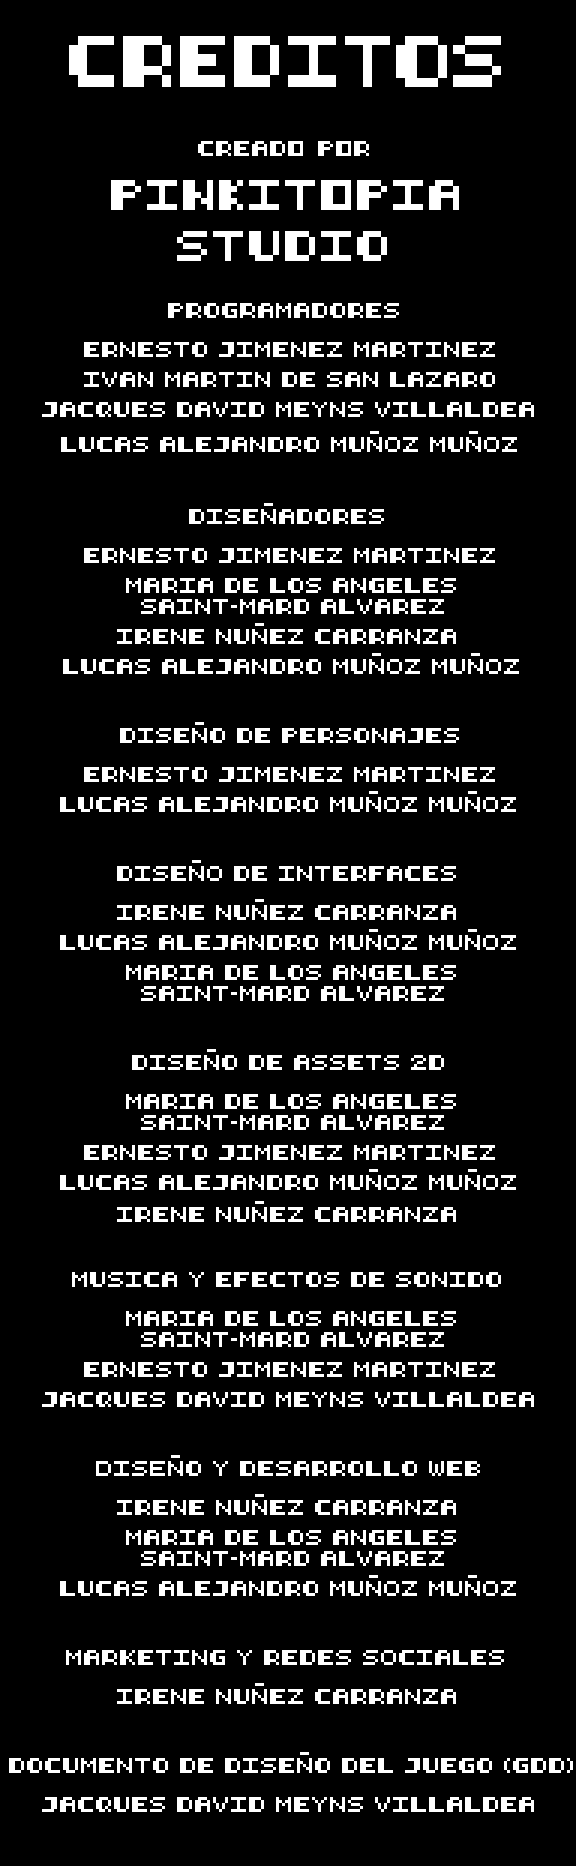 CREDITOS
CREADO POR
PINKITOPIA
STUDIO
PROGRAMADORES
ERNESTO JIMENEZ MARTINEZ
IVAN MARTIN DE SAN LAZARO
JACQUES DAVID MEYNS VILLALDEA
LUCAS ALEJANDRO MUÑOZ MUÑOZ
DISEÑADORES
ERNESTO JIMENEZ MARTINEZ
MARIA DE LOS ANGELES
SAINT-MARD ALVAREZ
IRENE NUÑEZ CARRANZA
LUCAS ALEJANDRO MUÑOZ MUÑOZ
DISEÑO DE PERSONAJES
ERNESTO JIMENEZ MARTINEZ
LUCAS ALEJANDRO MUÑOZ MUÑOZ
DISEÑO DE INTERFACES
IRENE NUÑEZ CARRANZA
LUCAS ALEJANDRO MUÑOZ MUÑOZ
MARIA DE LOS ANGELES
SAINT-MARD ALVAREZ
DISEÑO DE ASSETS 2D
MARIA DE LOS ANGELES
SAINT-MARD ALVAREZ
ERNESTO JIMENEZ MARTINEZ
LUCAS ALEJANDRO MUÑOZ MUÑOZ
IRENE NUÑEZ CARRANZA
MUSICA Y EFECTOS DE SONIDO
MARIA DE LOS ANGELES
SAINT-MARD ALVAREZ
ERNESTO JIMENEZ MARTINEZ
JACQUES DAVID MEYNS VILLALDEA
DISEÑO Y DESARROLLO WEB
IRENE NUÑEZ CARRANZA
MARIA DE LOS ANGELES
SAINT-MARD ALVAREZ
LUCAS ALEJANDRO MUÑOZ MUÑOZ
MARKETING Y REDES SOCIALES
IRENE NUÑEZ CARRANZA
DOCUMENTO DE DISEÑO DEL JUEGO (GDD)
JACQUES DAVID MEYNS VILLALDEA